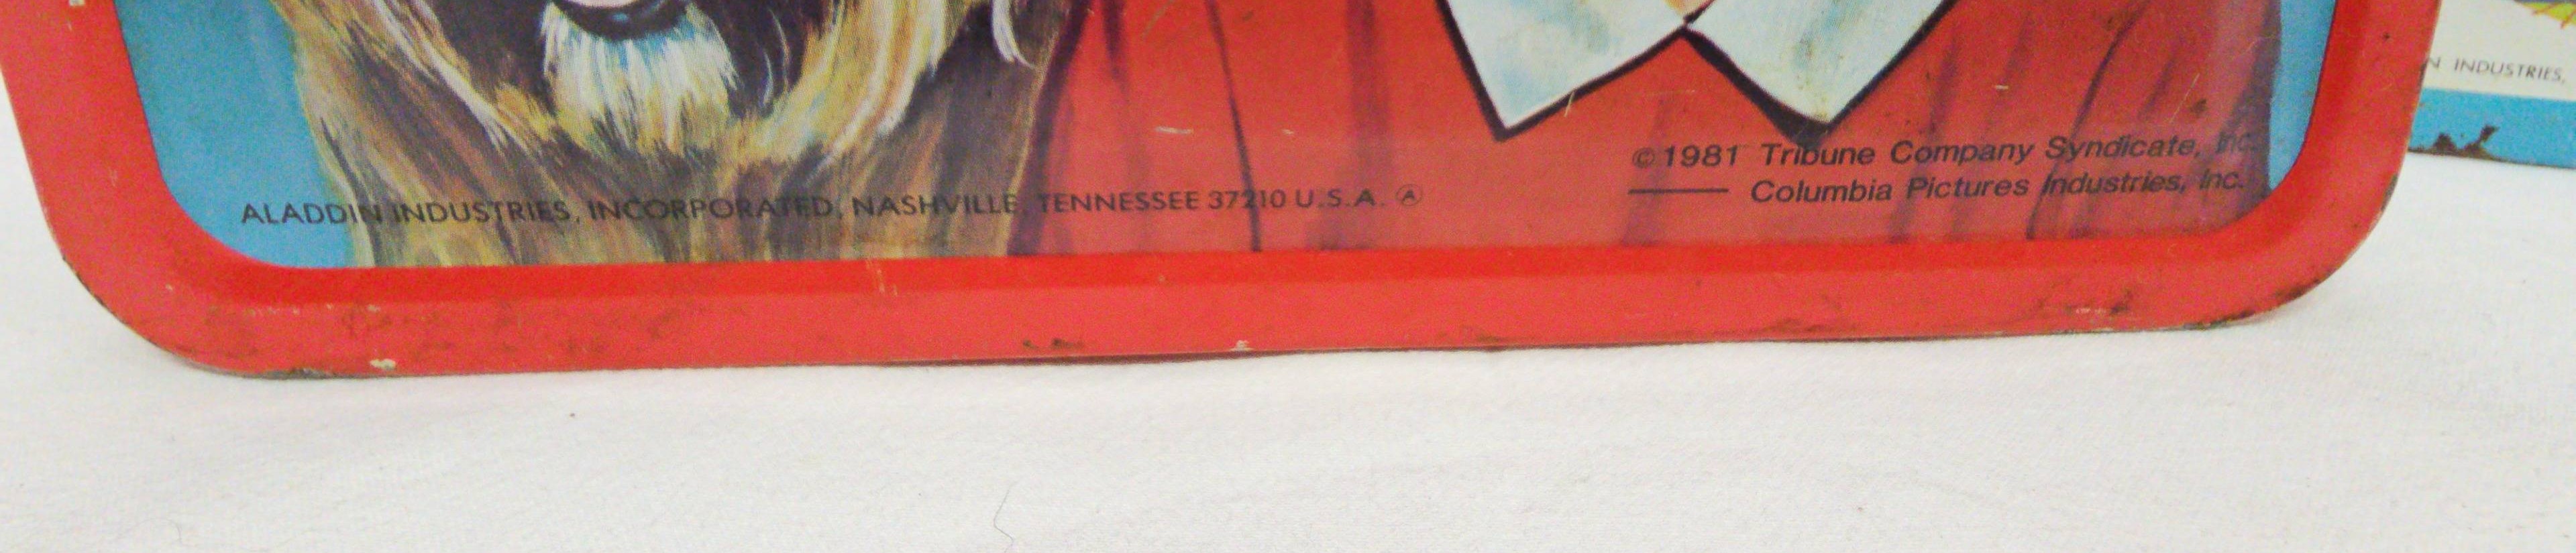 ALADDIN INDUSTRIES, INCORPORATED, NASHVILLE, TENNESSEE 37210 U.S.A. Ⓐ
©1981 Tribune Company Syndicate, Inc.
Columbia Pictures Industries, Inc.
N INDUSTRIES,